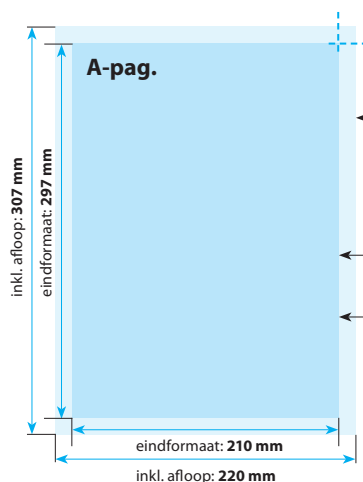 A-pag.
inkl. afloop: 307 mm
eindformaat: 297 mm
eindformaat: 210 mm
inkl. afloop: 220 mm